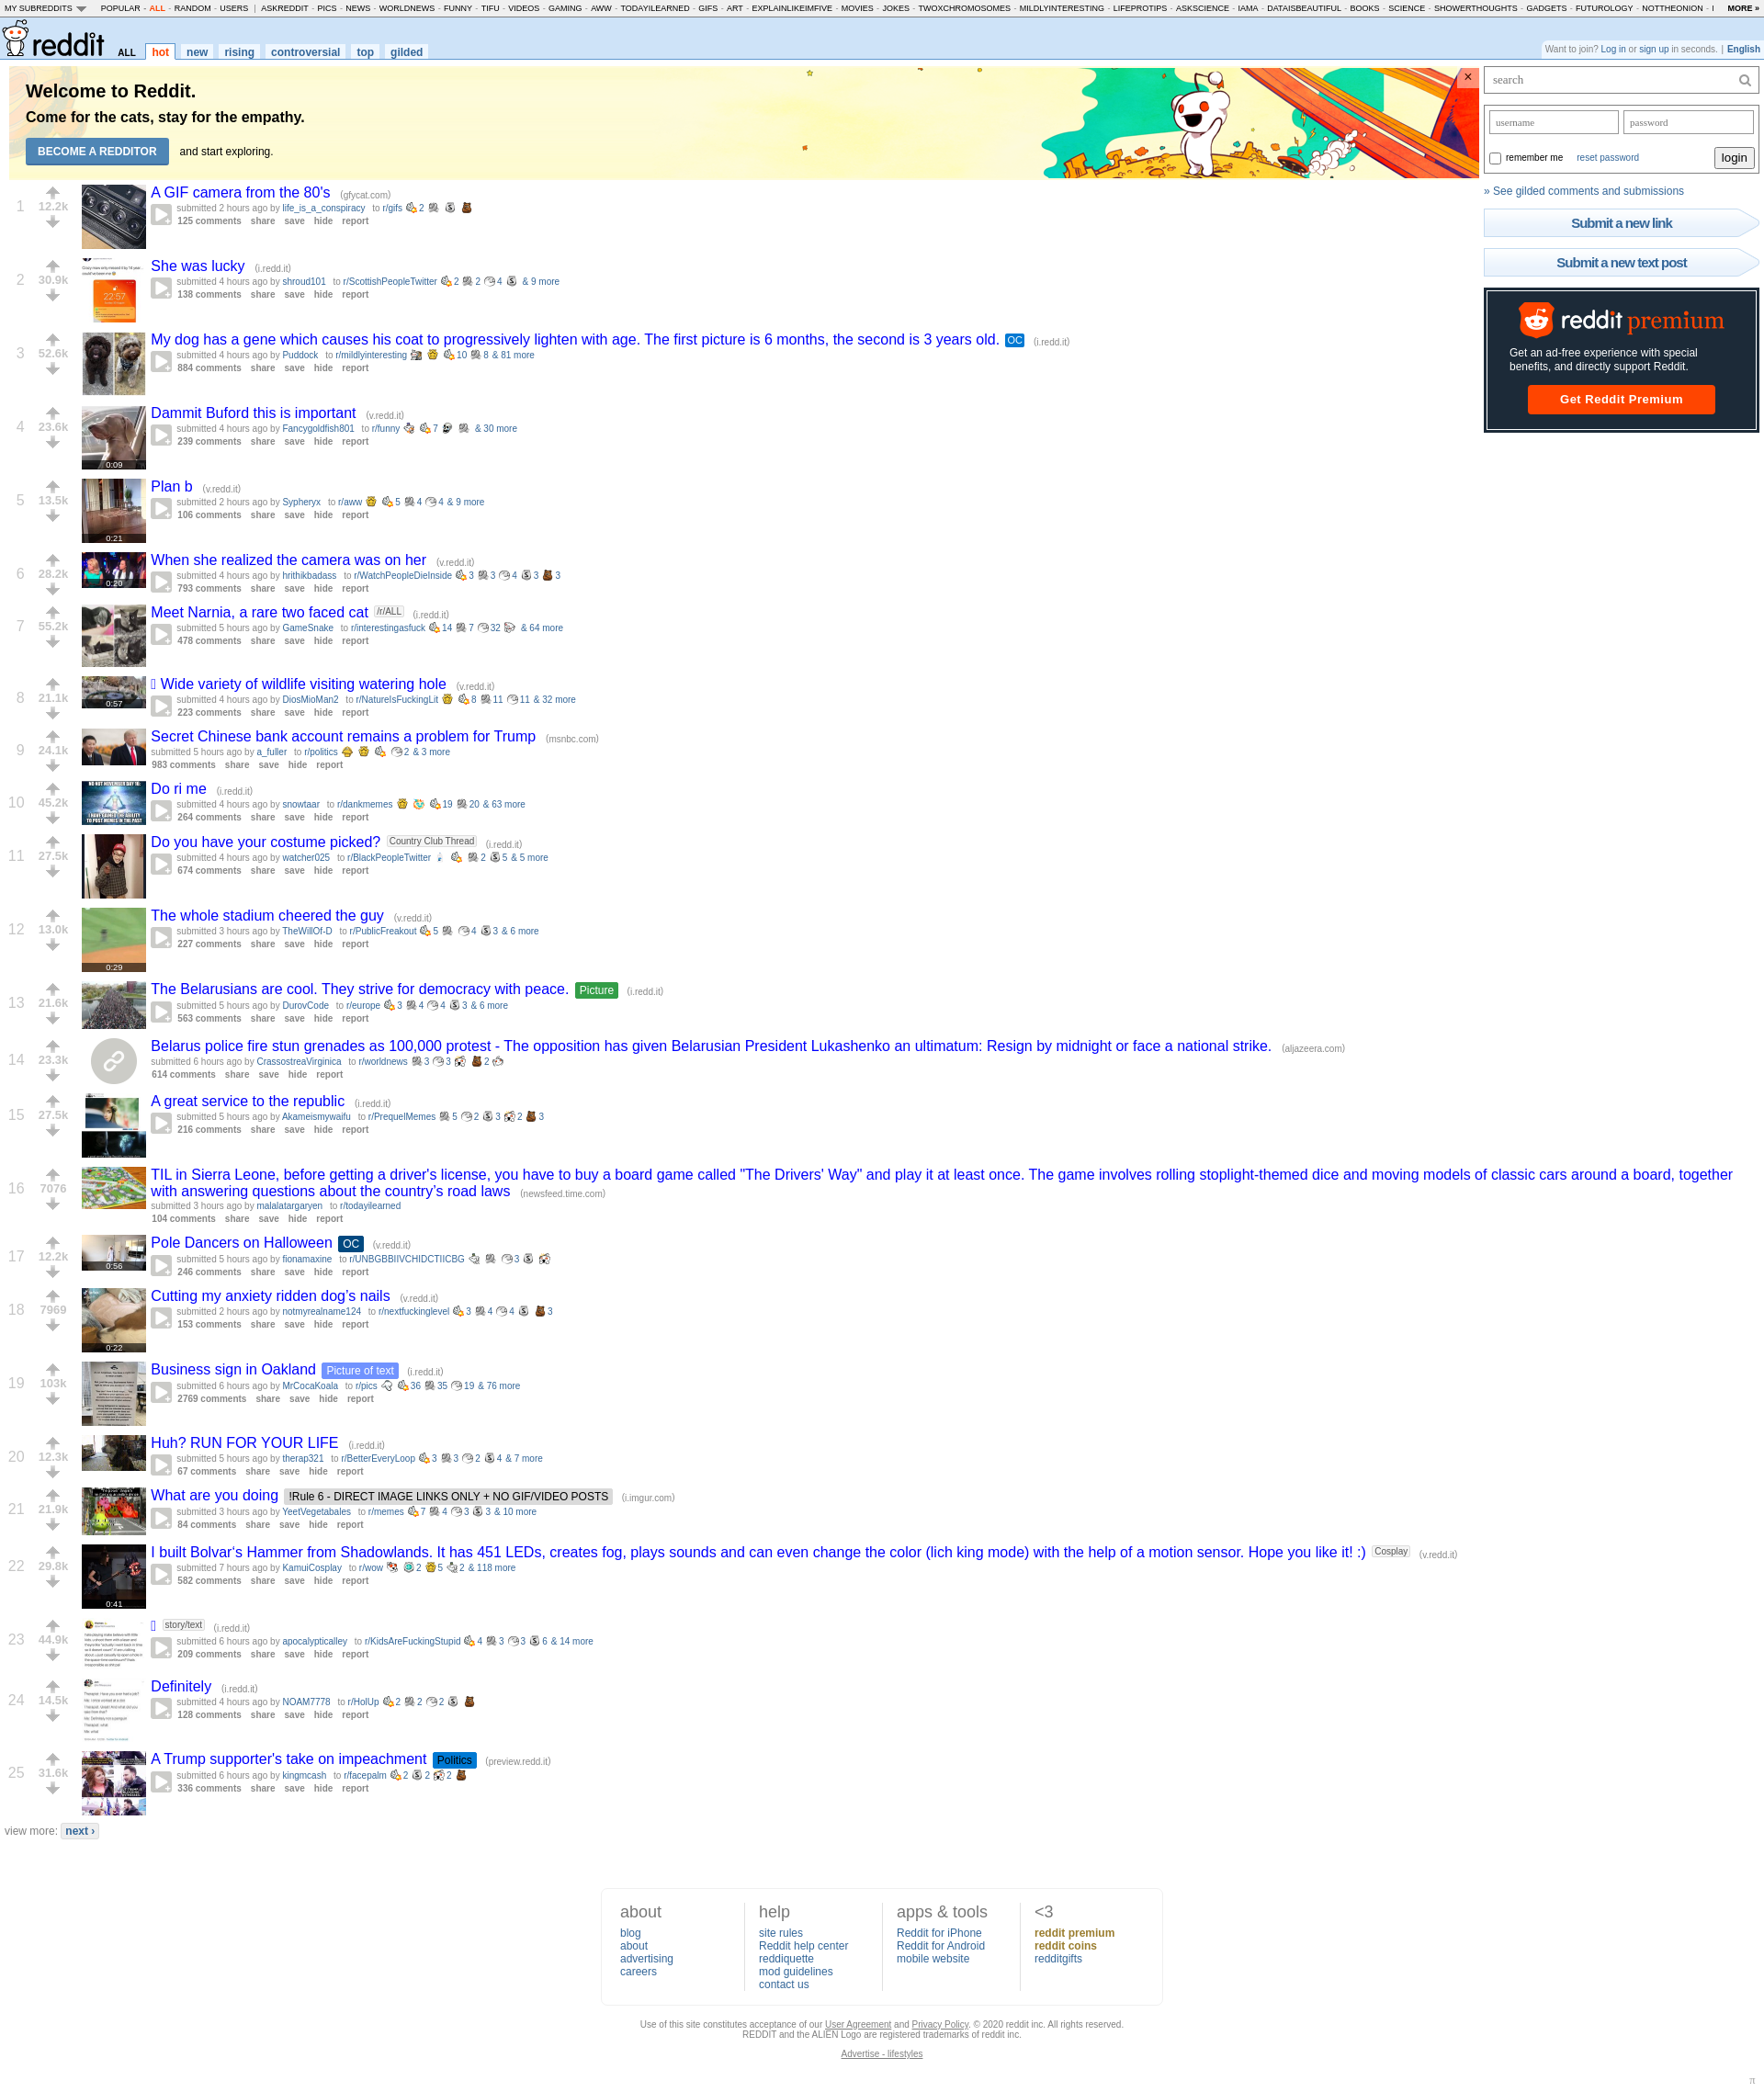 MY SUBREDDITS POPULAR - ALL - RANDOM - USERS | ASKREDDIT - PICS - NEWS - WORLDNEWS - FUNNY - TIFU - VIDEOS - GAMING - AWW - TODAYILEARNED - GIFS - ART - EXPLAINLIKEIMFIVE - MOVIES - JOKES - TWOXCHROMOSOMES - MILDLYINTERESTING - LIFEPROTIPS - ASKSCIENCE - IAMA - DATAISBEAUTIFUL - BOOKS - SCIENCE - SHOWERTHOUGHTS - GADGETS - FUTUROLOGY - NOTTHEONION - I MORE »
reddit ALL hot new rising controversial top gilded
Want to join? Log in or sign up in seconds. | English
Welcome to Reddit.
Come for the cats, stay for the empathy.
BECOME A REDDITOR and start exploring.
×
search
username password
remember me reset password login
» See gilded comments and submissions
Submit a new link
Submit a new text post
reddit premium
Get an ad-free experience with special
benefits, and directly support Reddit.
Get Reddit Premium
1 12.2k A GIF camera from the 80's (gfycat.com)
submitted 2 hours ago by life_is_a_conspiracy to r/gifs 2
125 comments share save hide report
2 30.9k She was lucky (i.redd.it)
22:57
submitted 4 hours ago by shroud101 to r/ScottishPeopleTwitter 2 2 4 & 9 more
138 comments share save hide report
3 52.6k My dog has a gene which causes his coat to progressively lighten with age. The first picture is 6 months, the second is 3 years old. OC (i.redd.it)
submitted 4 hours ago by Puddock to r/mildlyinteresting 10 8 & 81 more
884 comments share save hide report
4 23.6k Dammit Buford this is important (v.redd.it)
submitted 4 hours ago by Fancygoldfish801 to r/funny 7 & 30 more
239 comments share save hide report
0:09
5 13.5k Plan b (v.redd.it)
submitted 2 hours ago by Sypheryx to r/aww 5 4 4 & 9 more
106 comments share save hide report
0:21
6 28.2k When she realized the camera was on her (v.redd.it)
submitted 4 hours ago by hrithikbadass to r/WatchPeopleDieInside 3 3 4 3 3
793 comments share save hide report
0:20
7 55.2k Meet Narnia, a rare two faced cat /r/ALL (i.redd.it)
submitted 5 hours ago by GameSnake to r/interestingasfuck 14 7 32 & 64 more
478 comments share save hide report
8 21.1k Wide variety of wildlife visiting watering hole (v.redd.it)
submitted 4 hours ago by DiosMioMan2 to r/NatureIsFuckingLit 8 11 11 & 32 more
223 comments share save hide report
0:57
9 24.1k Secret Chinese bank account remains a problem for Trump (msnbc.com)
submitted 5 hours ago by a_fuller to r/politics 2 & 3 more
983 comments share save hide report
10 45.2k Do ri me (i.redd.it)
NO NUT NOVEMBER DAY 10:
I HAVE GAINED THE ABILITY
TO POST MEMES IN THE PAST
submitted 4 hours ago by snowtaar to r/dankmemes 19 20 & 63 more
264 comments share save hide report
11 27.5k Do you have your costume picked? Country Club Thread (i.redd.it)
submitted 4 hours ago by watcher025 to r/BlackPeopleTwitter 2 5 & 5 more
674 comments share save hide report
12 13.0k The whole stadium cheered the guy (v.redd.it)
submitted 3 hours ago by TheWillOf-D to r/PublicFreakout 5 4 3 & 6 more
227 comments share save hide report
0:29
13 21.6k The Belarusians are cool. They strive for democracy with peace. Picture (i.redd.it)
submitted 5 hours ago by DurovCode to r/europe 3 4 4 3 & 6 more
563 comments share save hide report
14 23.3k Belarus police fire stun grenades as 100,000 protest - The opposition has given Belarusian President Lukashenko an ultimatum: Resign by midnight or face a national strike. (aljazeera.com)
submitted 6 hours ago by CrassostreaVirginica to r/worldnews 3 3 2
614 comments share save hide report
15 27.5k A great service to the republic (i.redd.it)
submitted 5 hours ago by Akameismywaifu to r/PrequelMemes 5 2 3 2 3
216 comments share save hide report
16 7076 TIL in Sierra Leone, before getting a driver's license, you have to buy a board game called "The Drivers' Way" and play it at least once. The game involves rolling stoplight-themed dice and moving models of classic cars around a board, together
with answering questions about the country's road laws (newsfeed.time.com)
submitted 3 hours ago by malalatargaryen to r/todayilearned
104 comments share save hide report
17 12.2k Pole Dancers on Halloween OC (v.redd.it)
submitted 5 hours ago by fionamaxine to r/UNBGBBIIVCHIDCTIICBG 3
246 comments share save hide report
0:56
18 7969 Cutting my anxiety ridden dog's nails (v.redd.it)
submitted 2 hours ago by notmyrealname124 to r/nextfuckinglevel 3 4 4 3
153 comments share save hide report
0:22
19 103k Business sign in Oakland Picture of text (i.redd.it)
submitted 6 hours ago by MrCocaKoala to r/pics 36 35 19 & 76 more
2769 comments share save hide report
20 12.3k Huh? RUN FOR YOUR LIFE (i.redd.it)
submitted 5 hours ago by therap321 to r/BetterEveryLoop 3 3 2 4 & 7 more
67 comments share save hide report
21 21.9k What are you doing !Rule 6 - DIRECT IMAGE LINKS ONLY + NO GIF/VIDEO POSTS (i.imgur.com)
submitted 3 hours ago by YeetVegetabales to r/memes 7 4 3 3 & 10 more
84 comments share save hide report
22 29.8k I built Bolvar's Hammer from Shadowlands. It has 451 LEDs, creates fog, plays sounds and can even change the color (lich king mode) with the help of a motion sensor. Hope you like it! :) Cosplay (v.redd.it)
submitted 7 hours ago by KamuiCosplay to r/wow 2 5 2 & 118 more
582 comments share save hide report
0:41
23 44.9k story/text (i.redd.it)
submitted 6 hours ago by apocalypticalley to r/KidsAreFuckingStupid 4 3 3 6 & 14 more
209 comments share save hide report
24 14.5k Definitely (i.redd.it)
submitted 4 hours ago by NOAM7778 to r/HolUp 2 2 2
128 comments share save hide report
25 31.6k A Trump supporter's take on impeachment Politics (preview.redd.it)
submitted 6 hours ago by kingmcash to r/facepalm 2 2 2
336 comments share save hide report
view more: next ›
about
blog
about
advertising
careers
help
site rules
Reddit help center
reddiquette
mod guidelines
contact us
apps & tools
Reddit for iPhone
Reddit for Android
mobile website
<3
reddit premium
reddit coins
redditgifts
Use of this site constitutes acceptance of our User Agreement and Privacy Policy. © 2020 reddit inc. All rights reserved.
REDDIT and the ALIEN Logo are registered trademarks of reddit inc.
Advertise - lifestyles
π